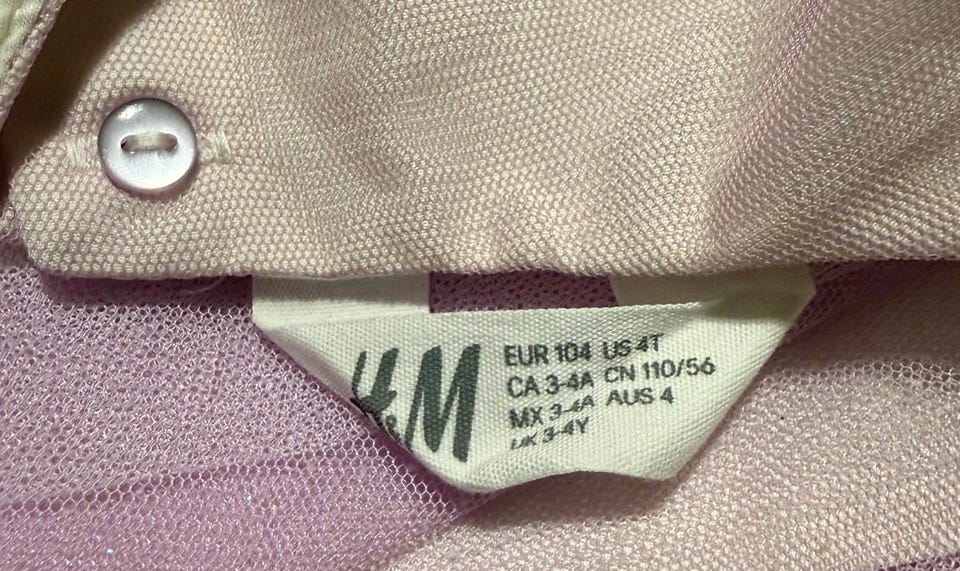 H&M
EUR 104 US 4T
CA 3-4A CN 110/56
MX 3-4A AUS 4
UK 3-4Y